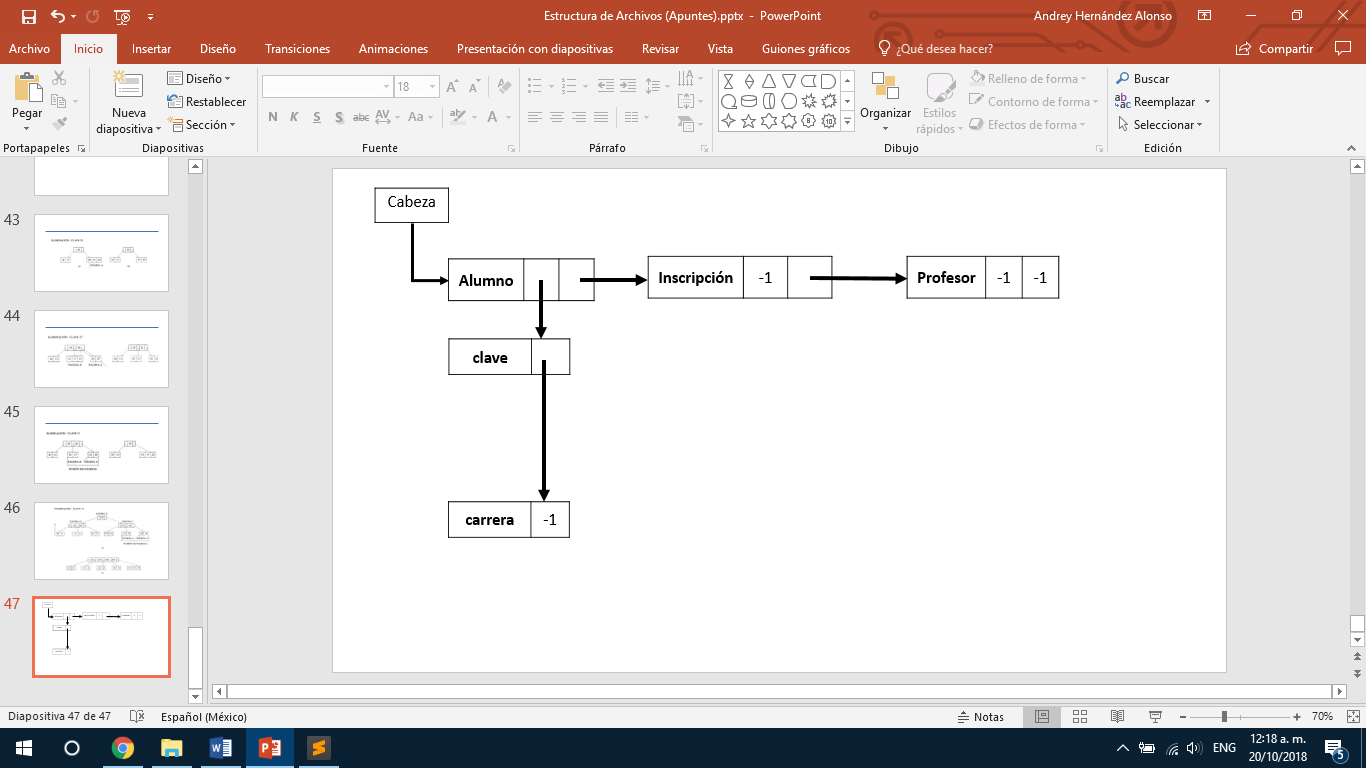 Estructura de Archivos (Apuntes).pptx - PowerPoint
Andrey Hernández Alonso
Archivo Inicio Insertar Diseño Transiciones Animaciones Presentación con diapositivas Revisar Vista Guiones gráficos ¿Qué desea hacer? Compartir
Pegar
Nueva diapositiva
Diseño
Restablecer
Sección
18
N K S S abc AV Aa A
Organizar
Estilos rápidos
Relleno de forma
Contorno de forma
Efectos de forma
Buscar
Reemplazar
Seleccionar
Portapapeles Diapositivas Fuente Párrafo Dibujo Edición
43
44
45
46
47
Cabeza
Alumno
Inscripción -1
Profesor -1 -1
clave
carrera -1
Diapositiva 47 de 47 Español (México) Notas 70%
ENG
12:18 a. m.
20/10/2018
5